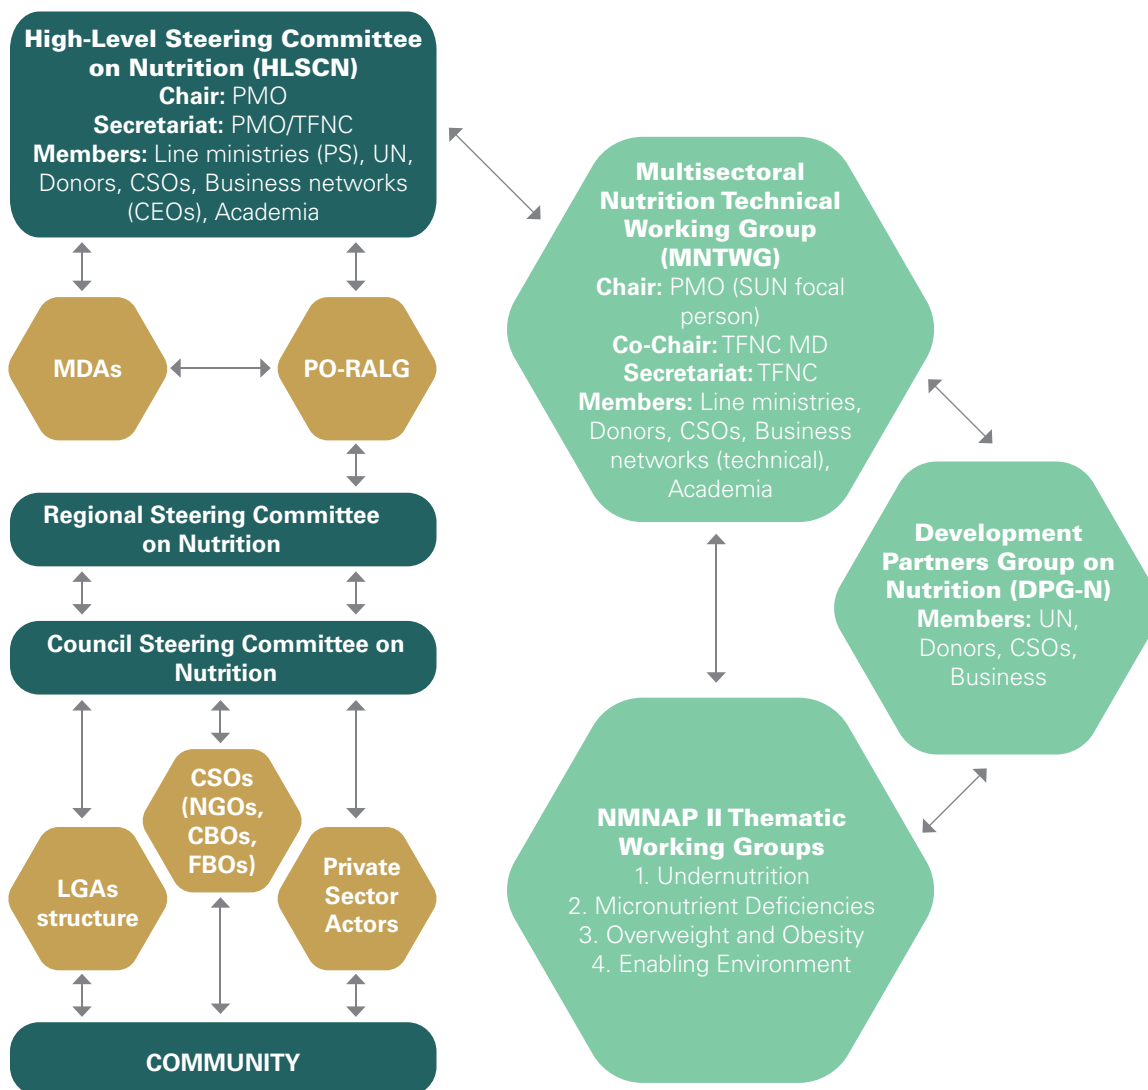 High-Level Steering Committee
on Nutrition (HLSCN)
Chair: PMO
Secretariat: PMO/TFNC
Members: Line ministries (PS), UN,
Donors, CSOs, Business networks
(CEOs), Academia
MDAs
PO-RALG
Regional Steering Committee
on Nutrition
Council Steering Committee on
Nutrition
CSOs
(NGOs,
CBOs,
FBOs)
LGAs
structure
Private
Sector
Actors
COMMUNITY
Multisectoral
Nutrition Technical
Working Group
(MNTWG)
Chair: PMO (SUN focal
person)
Co-Chair: TFNC MD
Secretariat: TFNC
Members: Line ministries,
Donors, CSOs, Business
networks (technical),
Academia
Development
Partners Group on
Nutrition (DPG-N)
Members: UN,
Donors, CSOs,
Business
NMNAP II Thematic
Working Groups
1. Undernutrition
2. Micronutrient Deficiencies
3. Overweight and Obesity
4. Enabling Environment